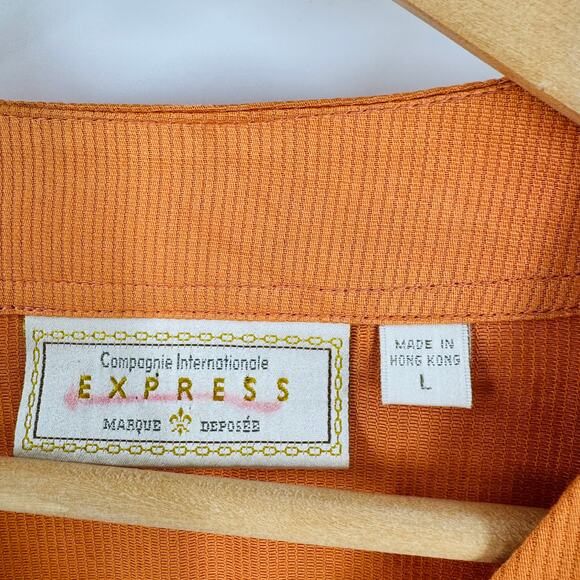 Compagnie Internationale
EXPRESS
MARQUE DEPOSÉE
MADE IN
HONG KONG
L